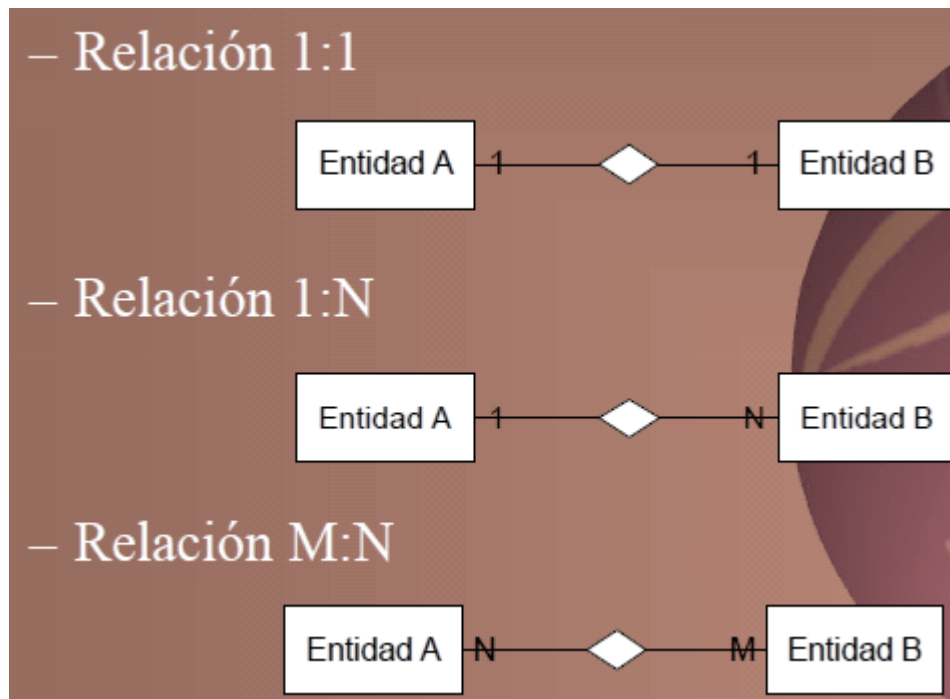 – Relación 1:1
Entidad A 1 1 Entidad B
– Relación 1:N
Entidad A 1 N Entidad B
– Relación M:N
Entidad A N M Entidad B